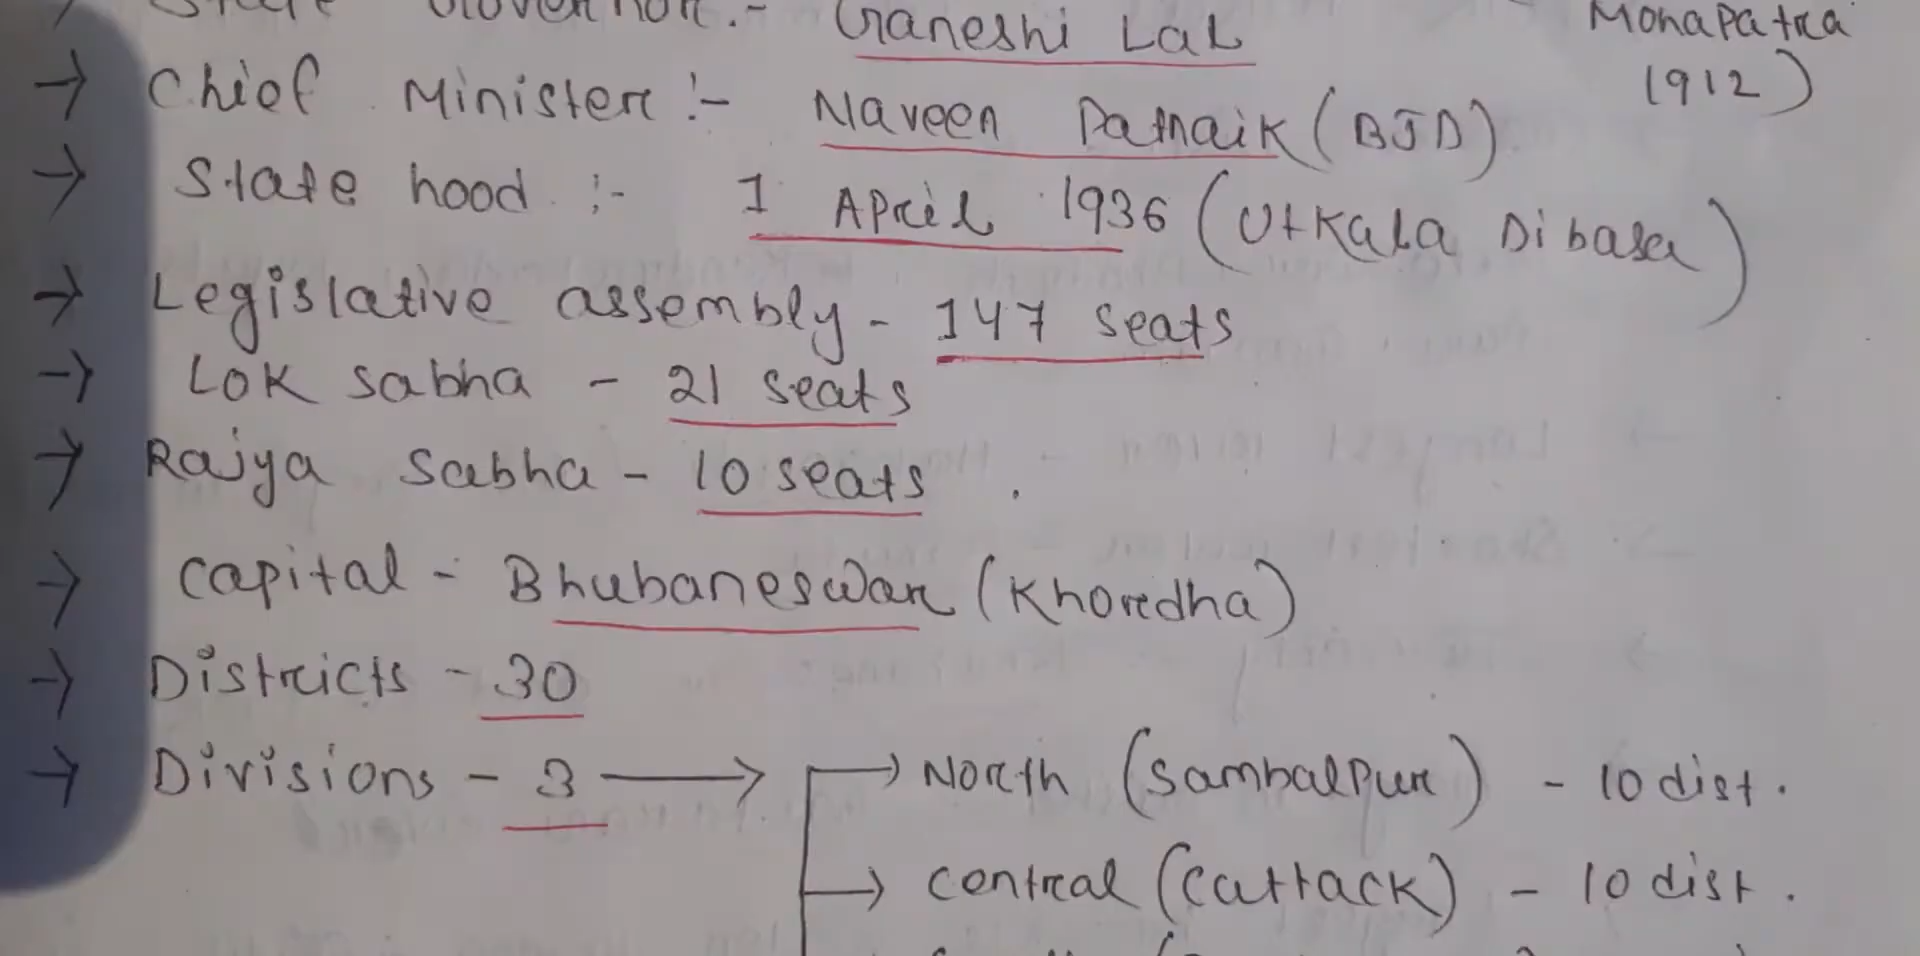 State Governor:- Ganeshi Lal
Mohapatra
1912)
→ Chief Minister:- Naveen Patnaik (BJD)
→ State hood :- 1 April 1936 (Utkala Dibasa)
→ Legislative assembly - 147 seats
→ Lok sabha - 21 seats
→ Rajya Sabha - 10 seats.
→ Capital - Bhubaneswar (Khordha)
→ Districts - 30
→ Divisions - 3 → → North (Sambalpur) - 10 dist.
→ Central (Cuttack) - 10 dist.